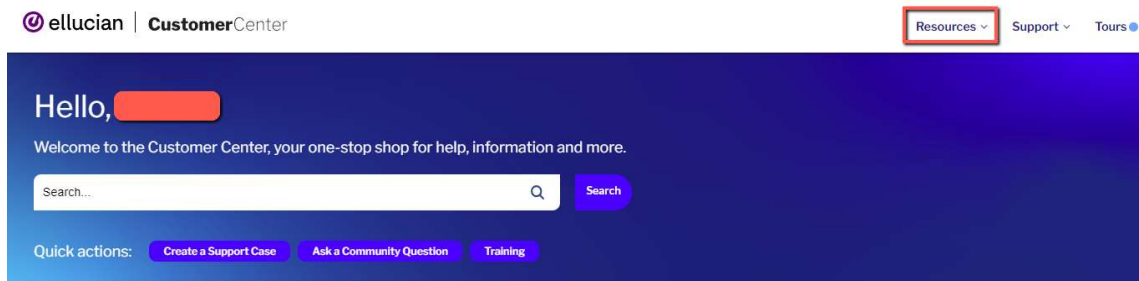 ellucian CustomerCenter Resources Support Tours
Hello,
Welcome to the Customer Center, your one-stop shop for help, information and more.
Search... Search
Quick actions: Create a Support Case Ask a Community Question Training